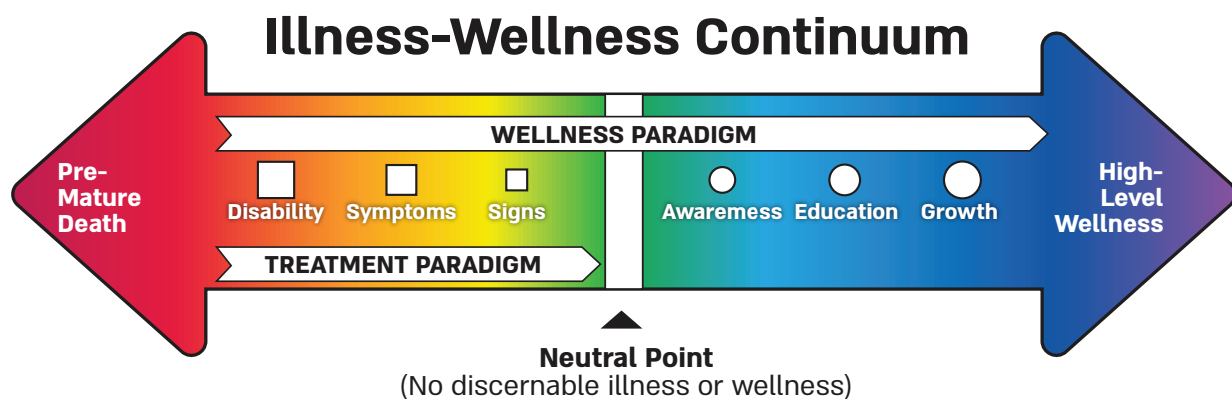 Illness-Wellness Continuum
WELLNESS PARADIGM
Pre-
Mature
Death
Disability
Symptoms
Signs
Awaremess
Education
Growth
High-
Level
Wellness
TREATMENT PARADIGM
Neutral Point
(No discernable illness or wellness)